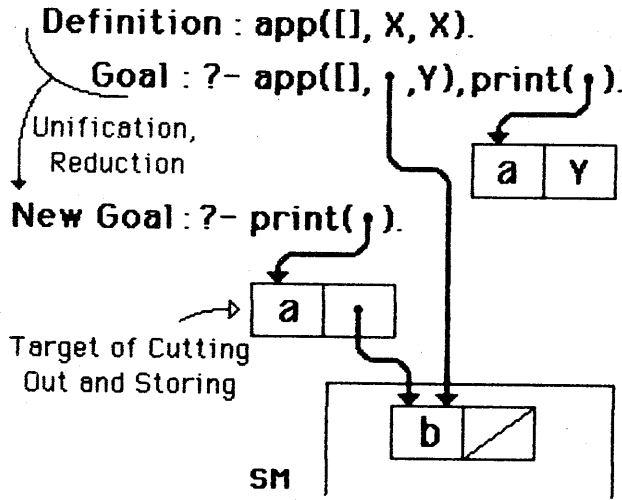 Definition : app([], X, X).
Goal : ?- app([], ,Y),print( ).
Unification,
Reduction
a Y
New Goal : ?- print( ).
a
Target of Cutting
Out and Storing
b
SM